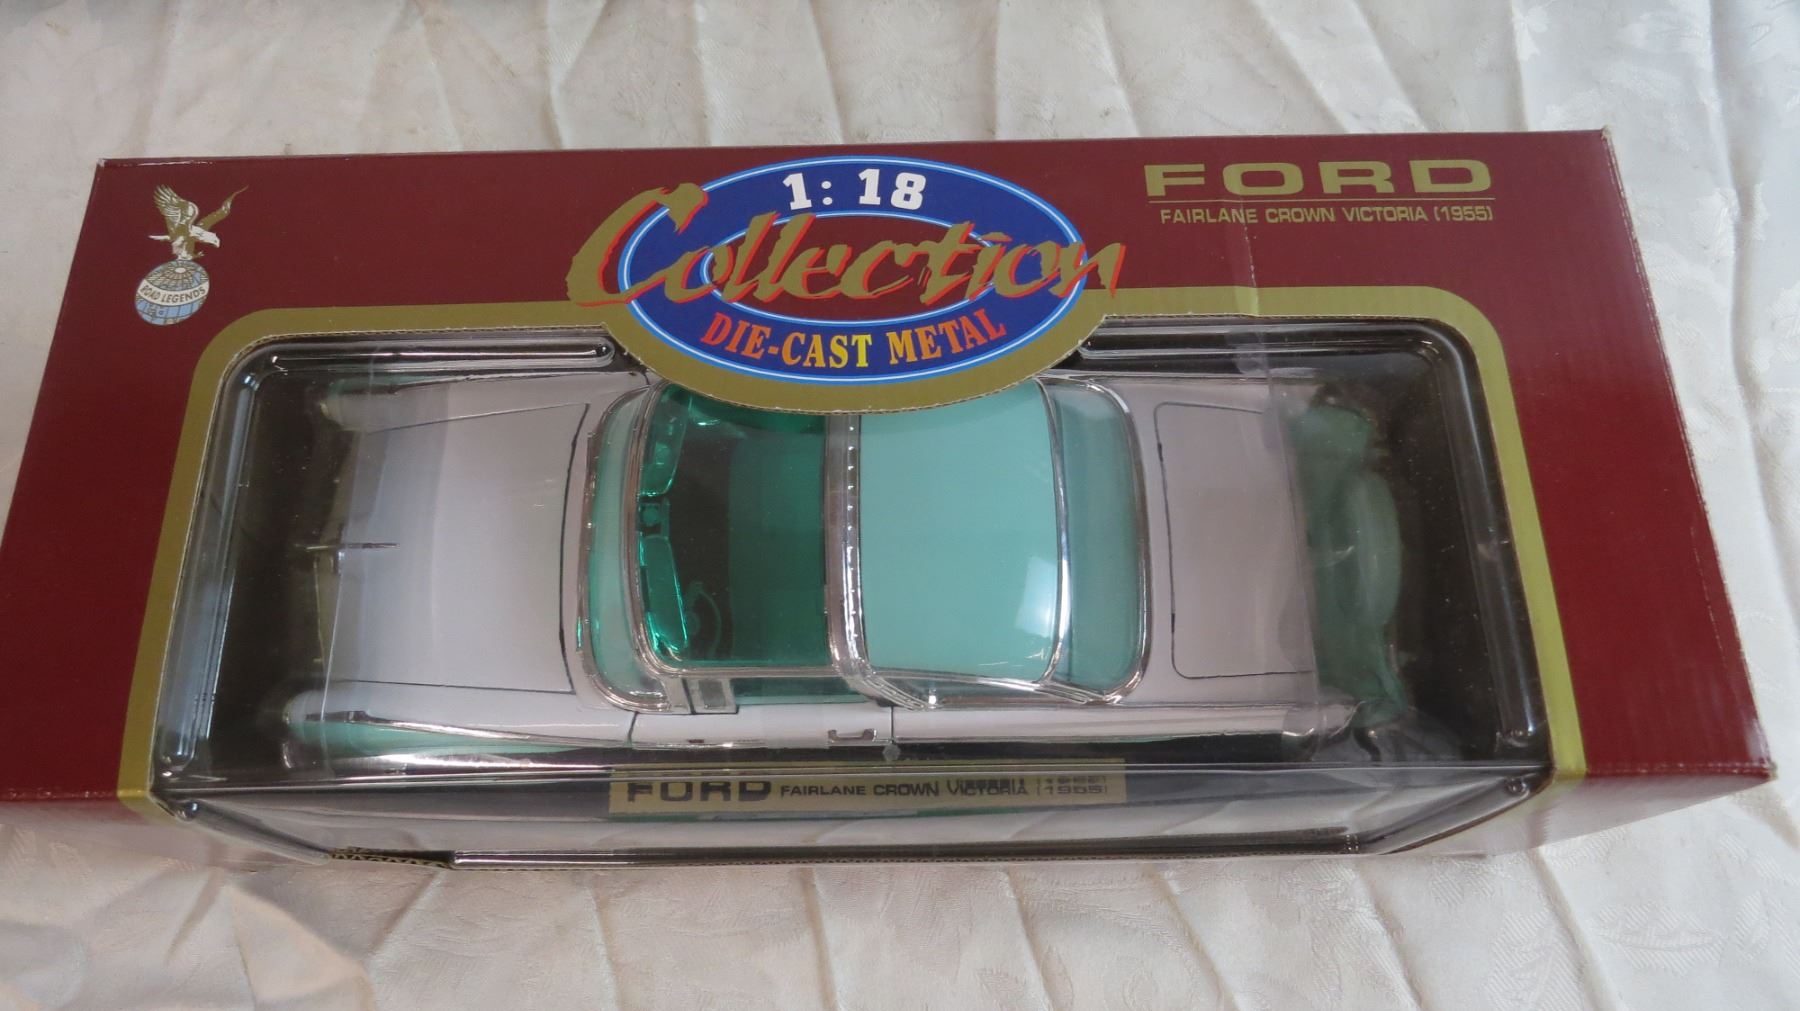 ROAD LEGENDS
1:18
Collection
DIE-CAST METAL
FORD
FAIRLANE CROWN VICTORIA (1955)
FORD FAIRLANE CROWN VICTORIA (1955)